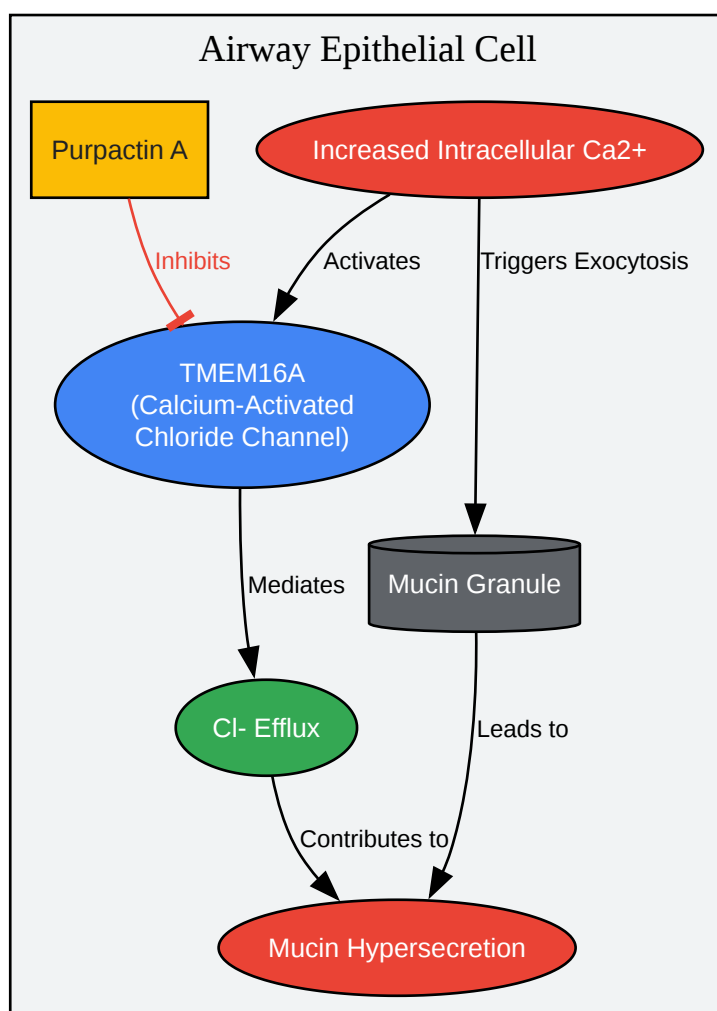 Airway Epithelial Cell
Purpactin A
Increased Intracellular Ca2+
Inhibits
Activates
Triggers Exocytosis
TMEM16A
(Calcium-Activated
Chloride Channel)
Mediates
Mucin Granule
Cl- Efflux
Leads to
Contributes to
Mucin Hypersecretion